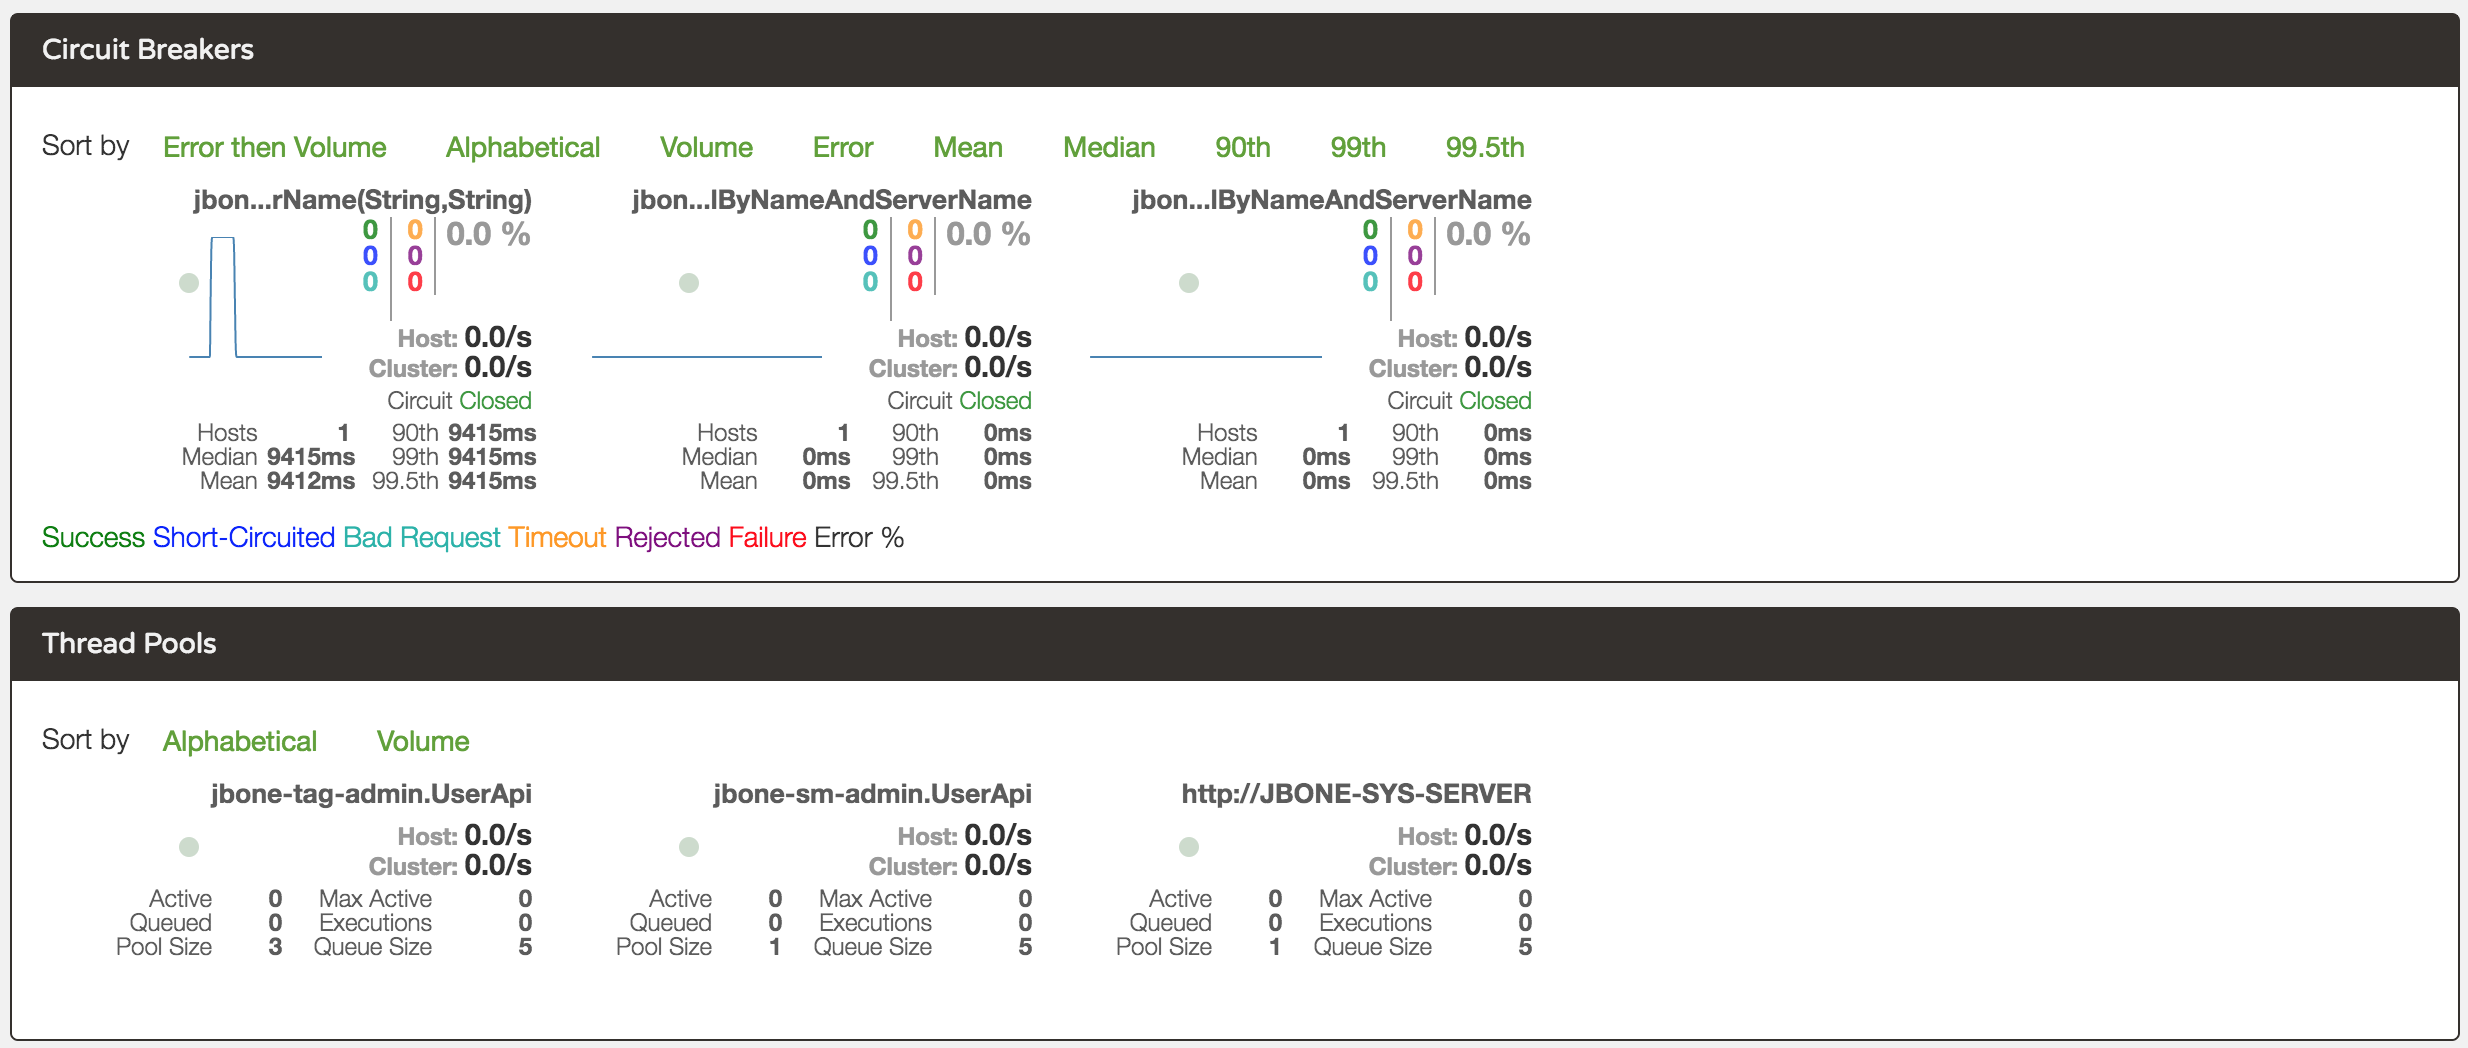 Circuit Breakers
Sort by Error then Volume Alphabetical Volume Error Mean Median 90th 99th 99.5th
jbon...rName(String,String) jbon...lByNameAndServerName jbon...lByNameAndServerName
0 0 0.0 % 0 0 0.0 % 0 0 0.0 %
0 0 0 0 0 0
0 0 0 0 0 0
Host: 0.0/s Host: 0.0/s Host: 0.0/s
Cluster: 0.0/s Cluster: 0.0/s Cluster: 0.0/s
Circuit Closed Circuit Closed Circuit Closed
Hosts 1 90th 9415ms Hosts 1 90th 0ms Hosts 1 90th 0ms
Median 9415ms 99th 9415ms Median 0ms 99th 0ms Median 0ms 99th 0ms
Mean 9412ms 99.5th 9415ms Mean 0ms 99.5th 0ms Mean 0ms 99.5th 0ms
Success Short-Circuited Bad Request Timeout Rejected Failure Error %
Thread Pools
Sort by Alphabetical Volume
jbone-tag-admin.UserApi jbone-sm-admin.UserApi http://JBONE-SYS-SERVER
Host: 0.0/s Host: 0.0/s Host: 0.0/s
Cluster: 0.0/s Cluster: 0.0/s Cluster: 0.0/s
Active 0 Max Active 0 Active 0 Max Active 0 Active 0 Max Active 0
Queued 0 Executions 0 Queued 0 Executions 0 Queued 0 Executions 0
Pool Size 3 Queue Size 5 Pool Size 1 Queue Size 5 Pool Size 1 Queue Size 5